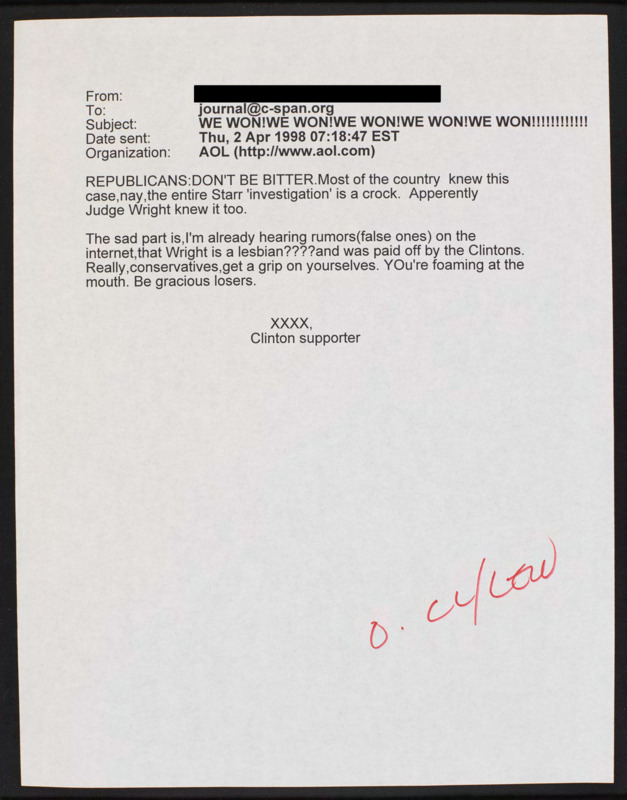 From:
To: journal@c-span.org
Subject: WE WON!WE WON!WE WON!WE WON!WE WON!!!!!!!!!!!!
Date sent: Thu, 2 Apr 1998 07:18:47 EST
Organization: AOL (http://www.aol.com)
REPUBLICANS:DON'T BE BITTER.Most of the country knew this
case,nay,the entire Starr 'investigation' is a crock. Apperently
Judge Wright knew it too.
The sad part is,I'm already hearing rumors(false ones) on the
internet,that Wright is a lesbian????and was paid off by the Clintons.
Really,conservatives,get a grip on yourselves. YOu're foaming at the
mouth. Be gracious losers.
XXXX,
Clinton supporter